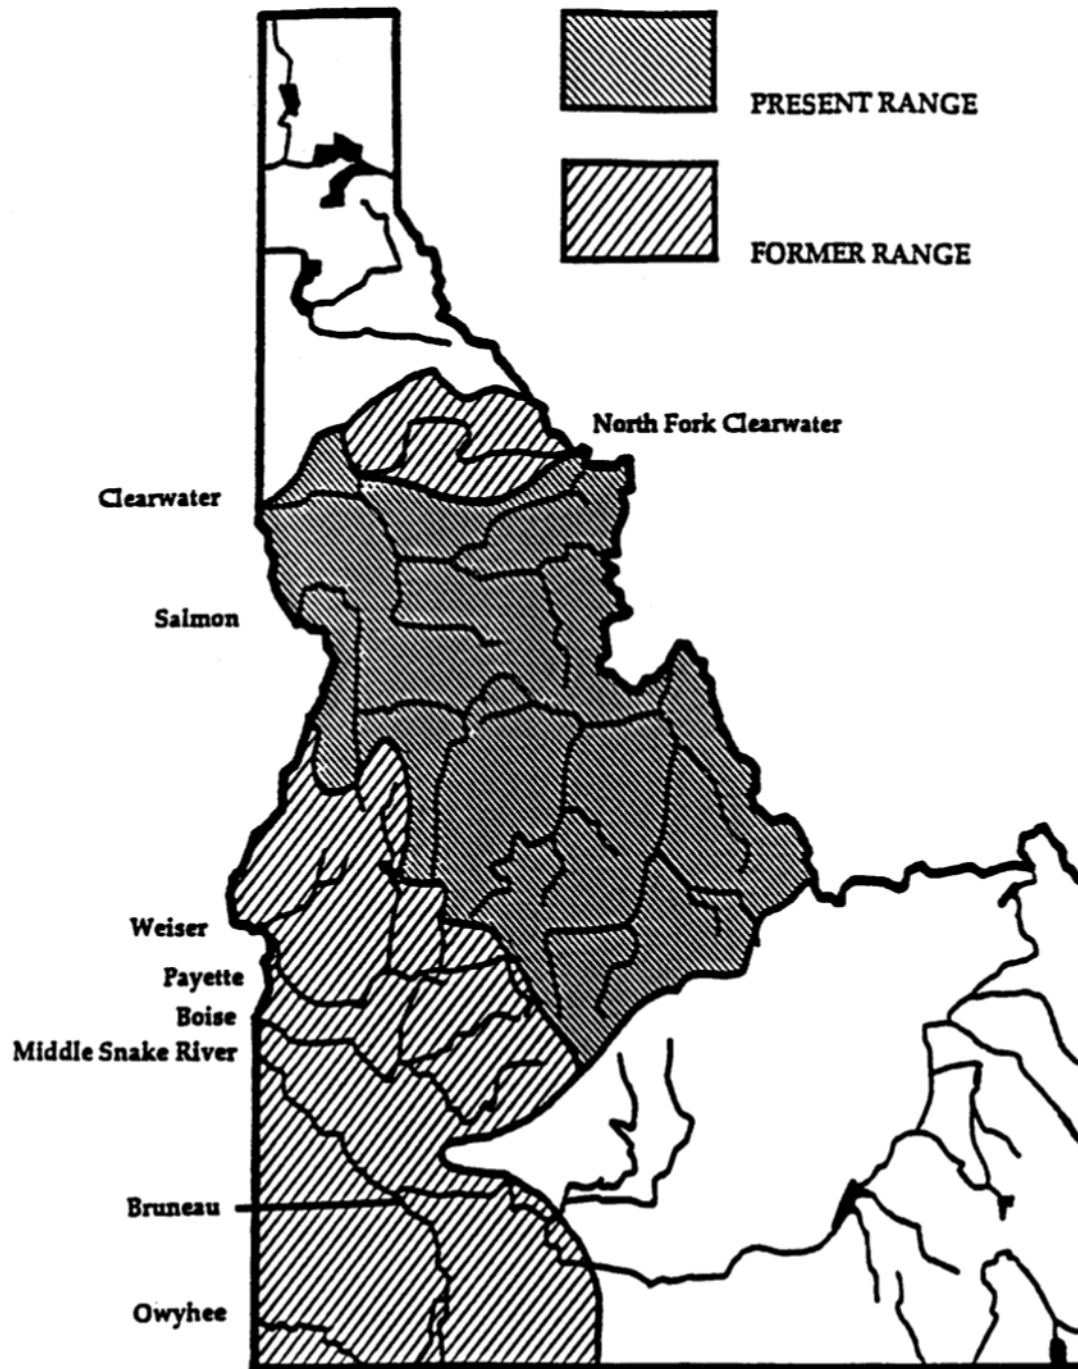 PRESENT RANGE
FORMER RANGE
North Fork Clearwater
Clearwater
Salmon
Weiser
Payette
Boise
Middle Snake River
Bruneau
Owyhee